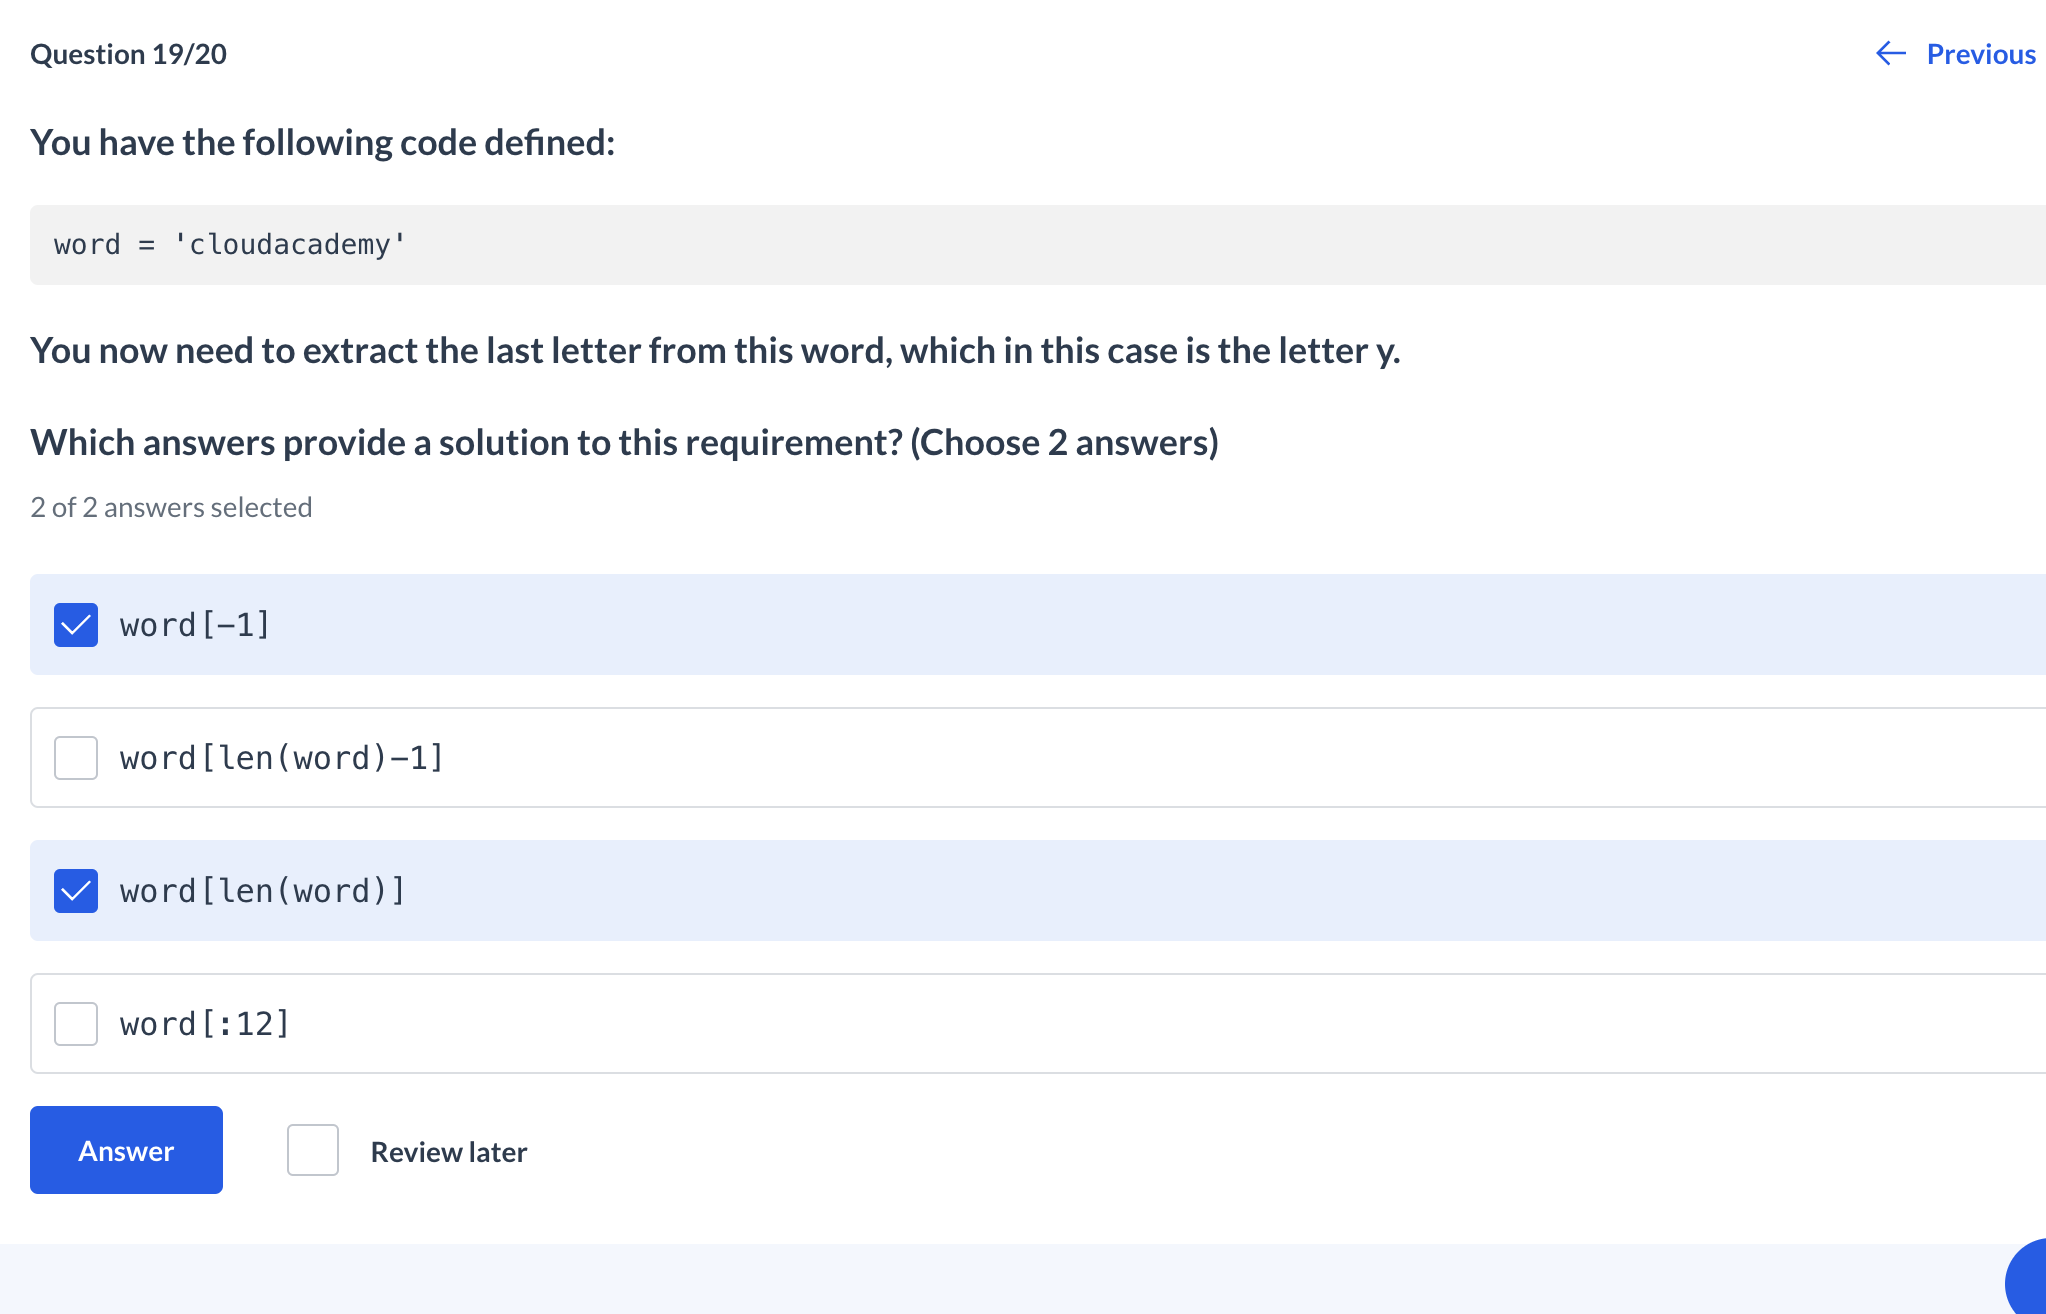 Question 19/20
Previous
You have the following code defined:
word = 'cloudacademy'
You now need to extract the last letter from this word, which in this case is the letter y.
Which answers provide a solution to this requirement? (Choose 2 answers)
2 of 2 answers selected
word[-1]
word[len(word)-1]
word[len(word)]
word[:12]
Answer
Review later